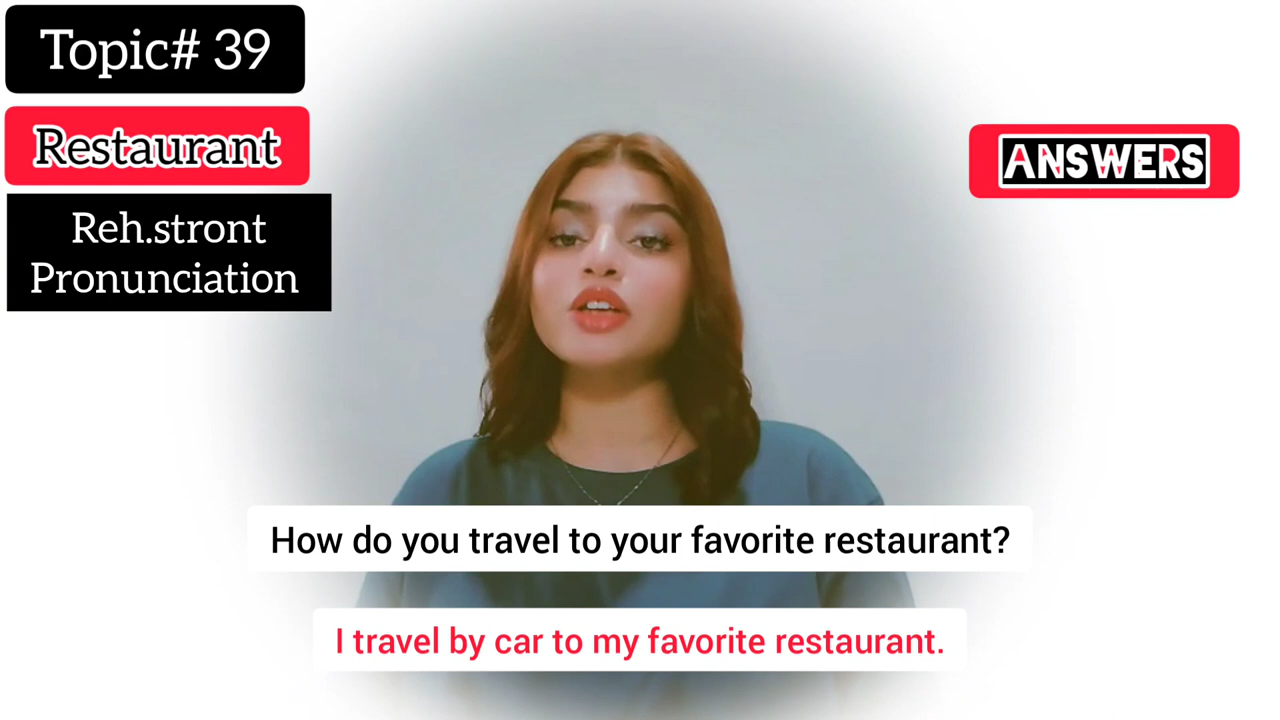 Topic# 39
Restaurant
Reh.stront
Pronunciation
ANSWERS
How do you travel to your favorite restaurant?
I travel by car to my favorite restaurant.